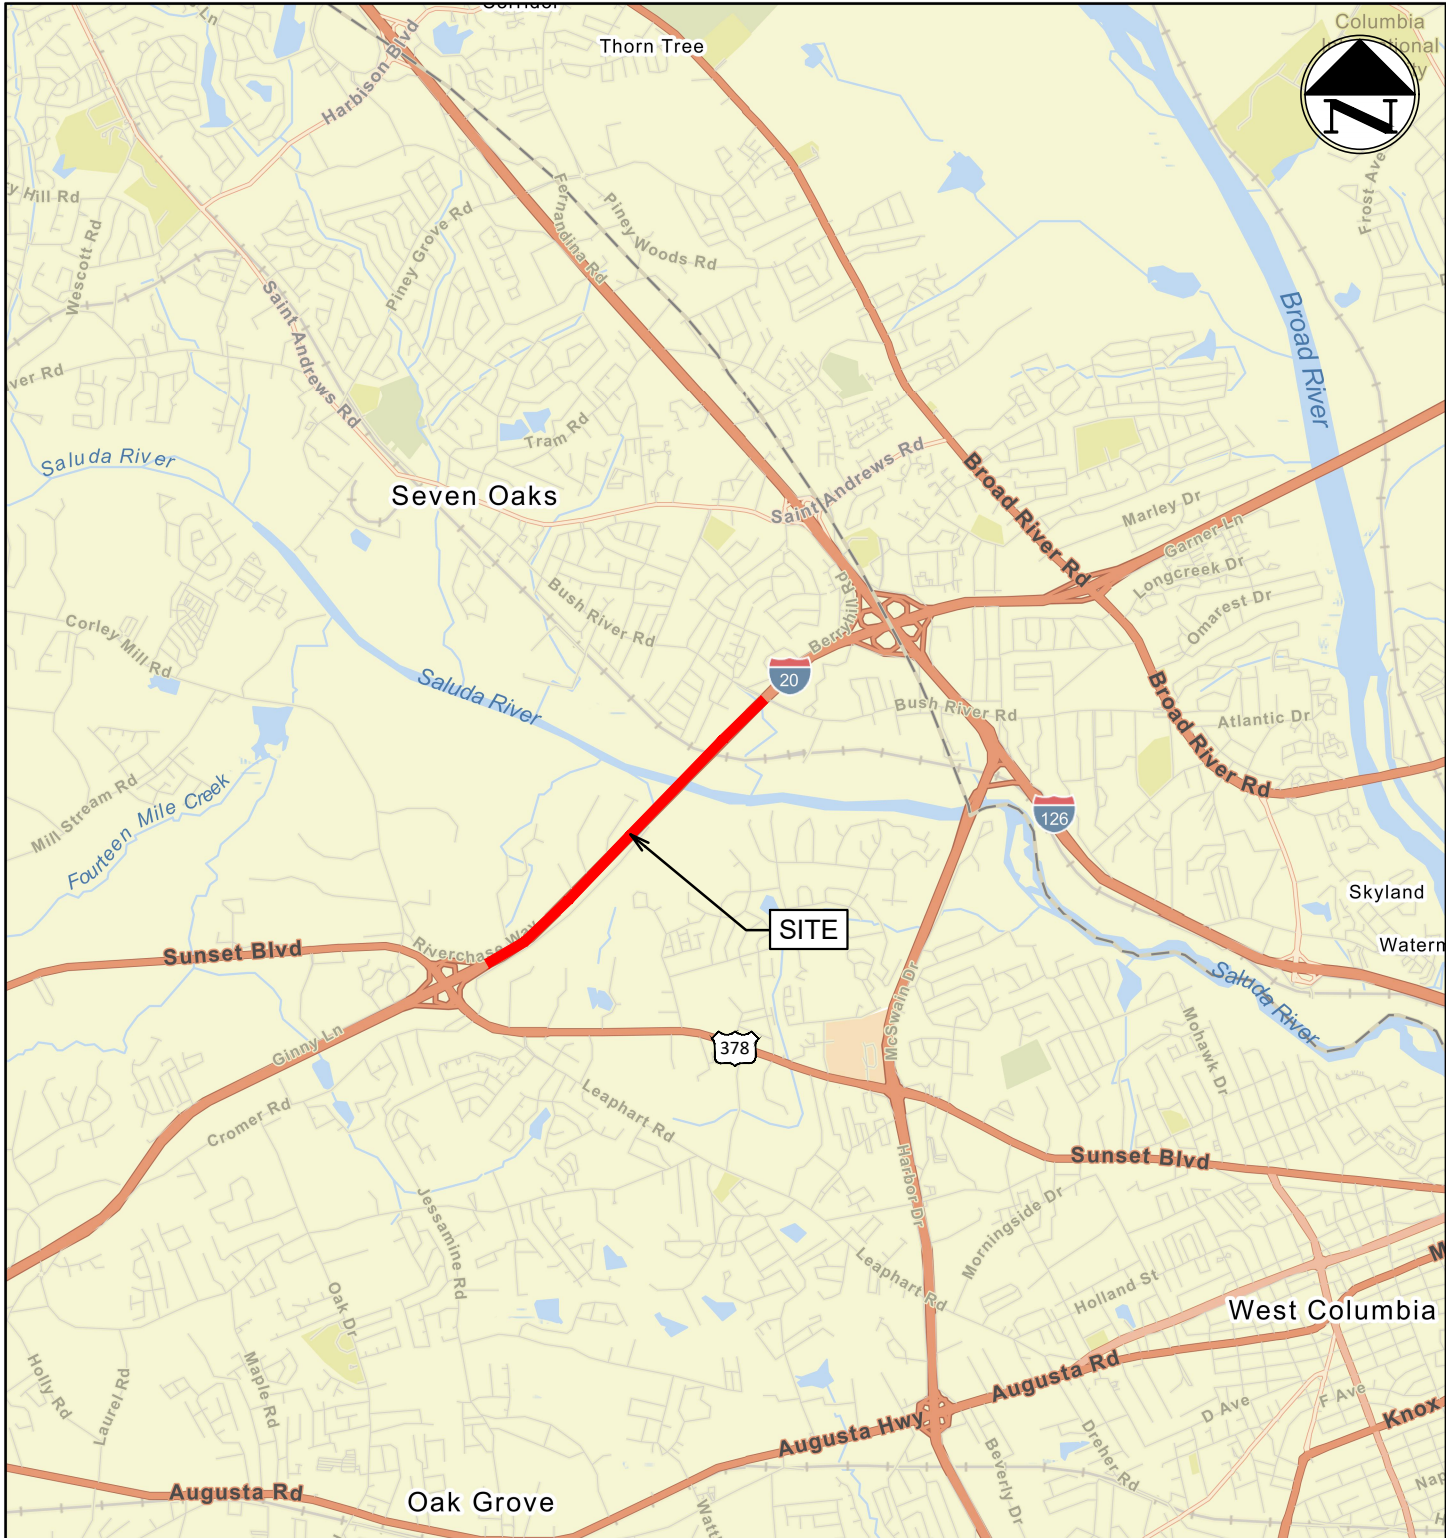 Thorn Tree
Columbia
Harbison Blvd
N
Hill Rd
Wescott Rd
Piney Grove Rd
Fernandina Rd
Piney Woods Rd
Frost Ave
Saint Andrews Rd
Broad River
ver Rd
Tram Rd
Saluda River
Seven Oaks
Saint Andrews Rd
Broad River Rd
Marley Dr
Garner Ln
Longcreek Dr
Omarest Dr
Bush River Rd
Berryhill Rd
Corley Mill Rd
Saluda River
20
Bush River Rd
Broad River Rd
Atlantic Dr
Mill Stream Rd
Fourteen Mile Creek
126
Skyland
SITE
Waterm
Sunset Blvd
Riverchase Way
McSwain Dr
Saluda River
Ginny Ln
378
Mohawk Dr
Cromer Rd
Leaphart Rd
Sunset Blvd
Harbor Dr
Jessamine Rd
Morningside Dr
Leaphart Rd
Holland St
West Columbia
Oak Dr
Holly Rd
Laurel Rd
Maple Rd
Augusta Rd
D Ave
F Ave
Knox
Augusta Hwy
Beverly Dr
Dreher Rd
Augusta Rd
Oak Grove